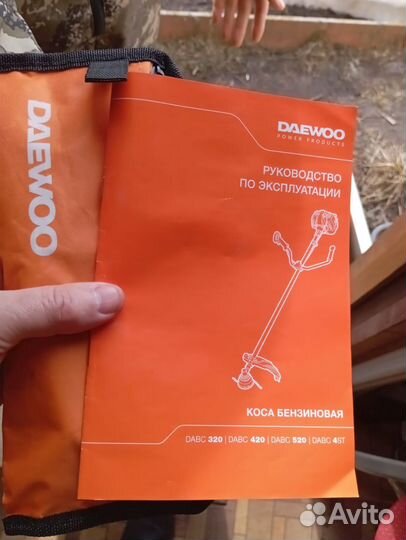 DAEWOO
DAEWOO
POWER PRODUCTS
РУКОВОДСТВО
ПО ЭКСПЛУАТАЦИИ
КОСА БЕНЗИНОВАЯ
DABC 320 | DABC 420 | DABC 520 | DABC 4ST
Avito